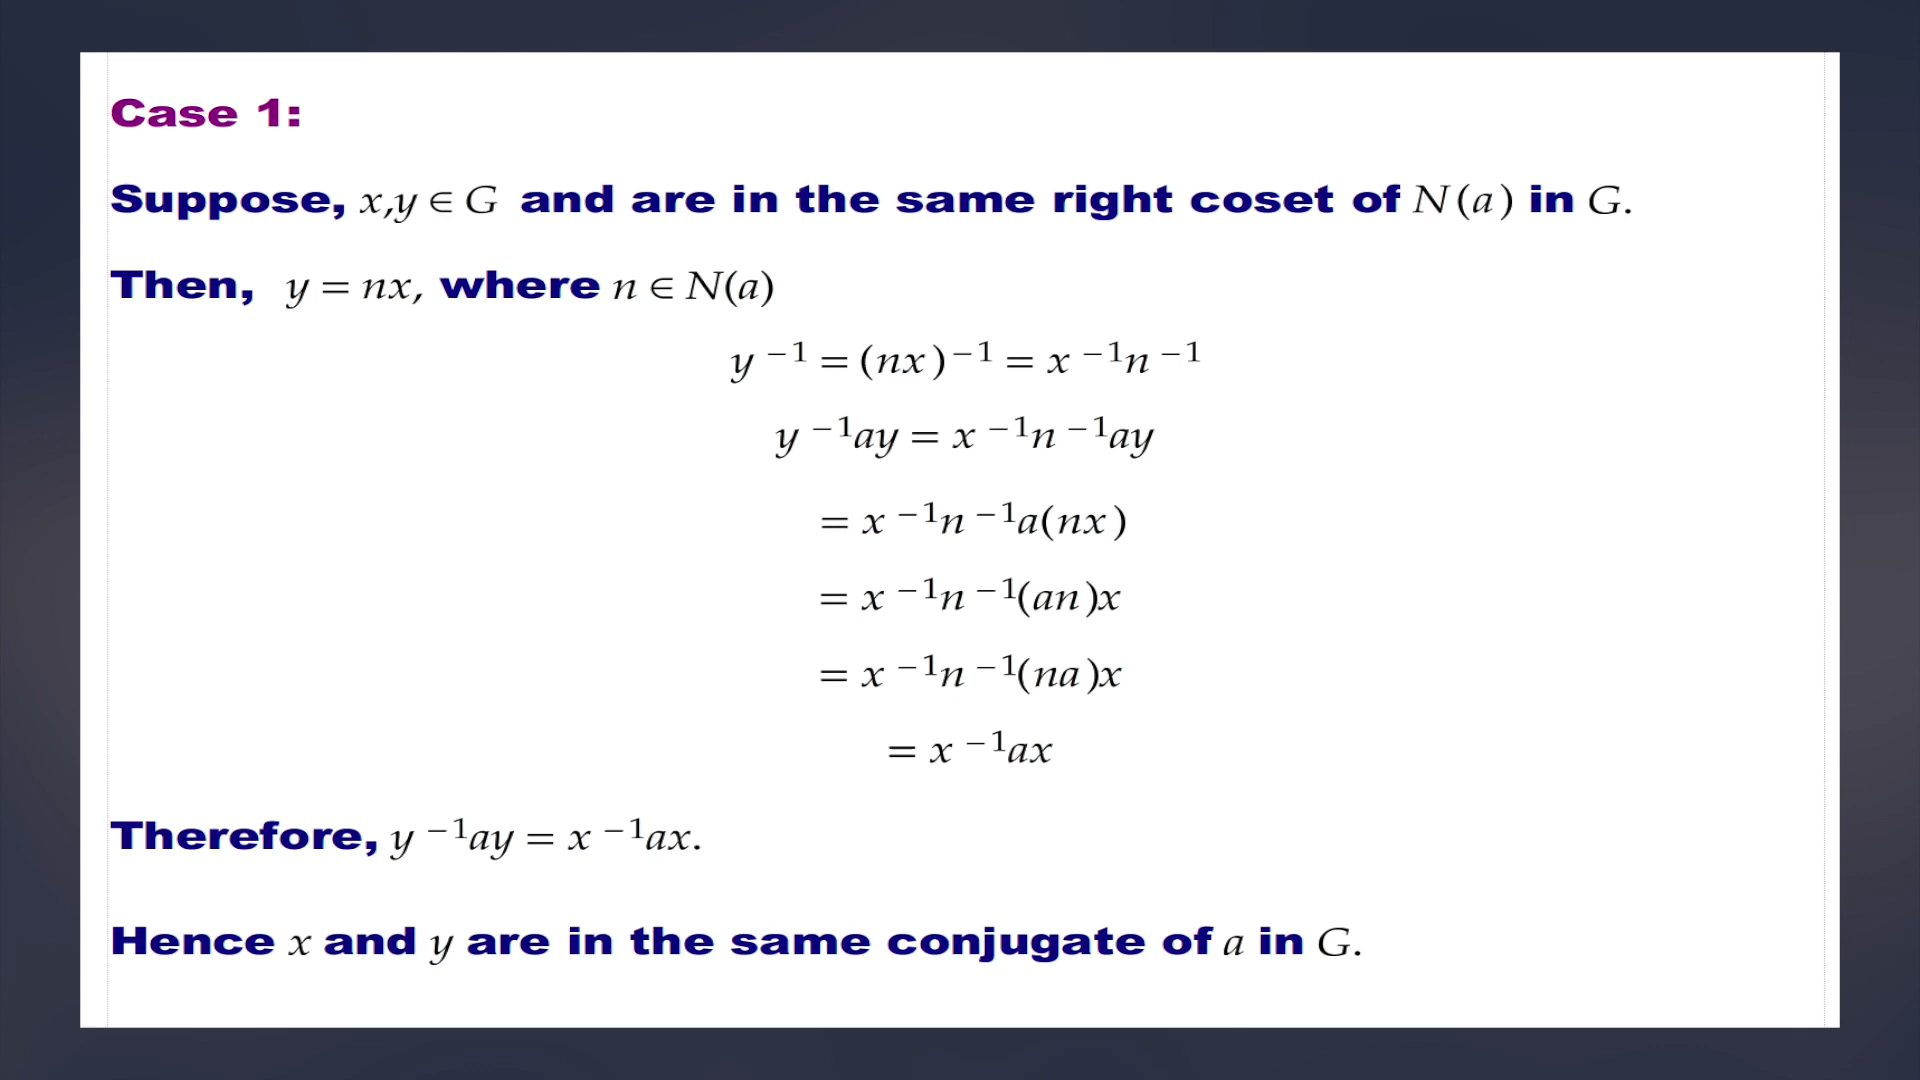 Case 1:
Suppose, x,y ∈ G and are in the same right coset of N(a) in G.
Then, y = nx, where n ∈ N(a)
y⁻¹ = (nx)⁻¹ = x⁻¹n⁻¹
y⁻¹ay = x⁻¹n⁻¹ay
= x⁻¹n⁻¹a(nx)
= x⁻¹n⁻¹(an)x
= x⁻¹n⁻¹(na)x
= x⁻¹ax
Therefore, y⁻¹ay = x⁻¹ax.
Hence x and y are in the same conjugate of a in G.